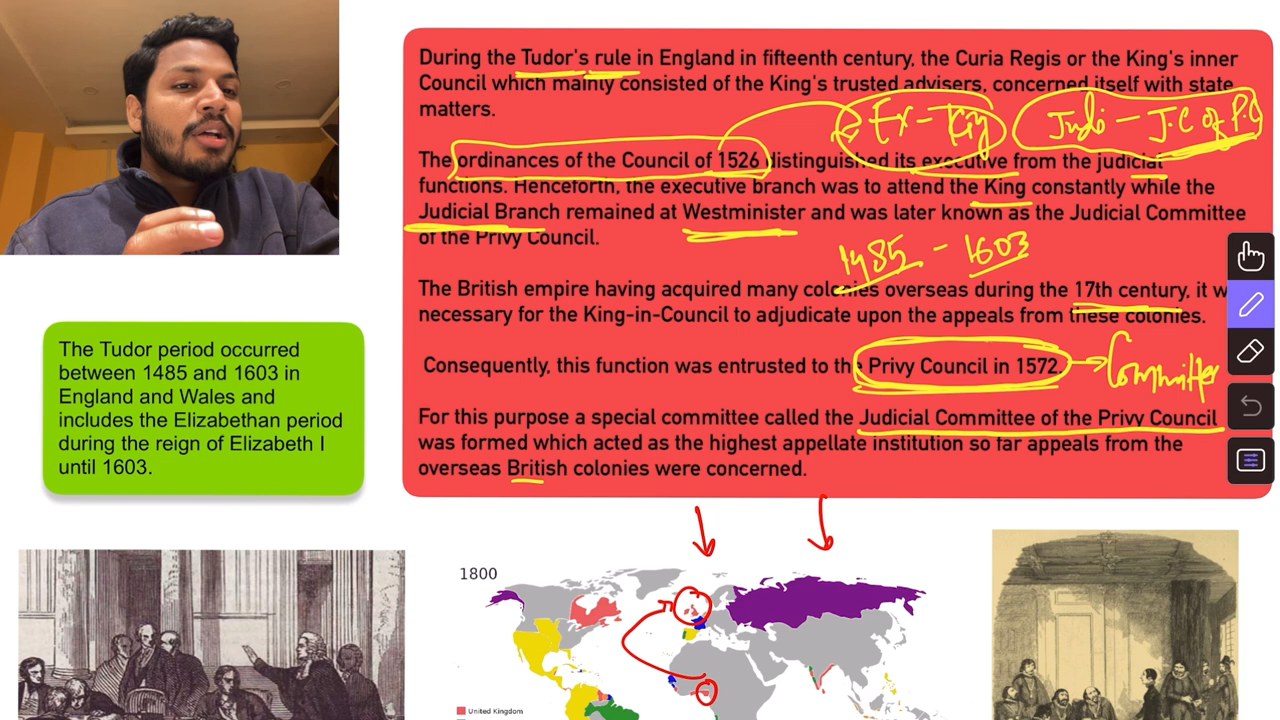 During the Tudor's rule in England in fifteenth century, the Curia Regis or the King's inner
Council which mainly consisted of the King's trusted advisers, concerned itself with state
matters.
Ex - King
Judi - J.C of P.C
The ordinances of the Council of 1526 distinguished its executive from the judicial
functions. Henceforth, the executive branch was to attend the King constantly while the
Judicial Branch remained at Westminister and was later known as the Judicial Committee
of the Privy Council.
1485 - 1603
The British empire having acquired many colonies overseas during the 17th century, it w
necessary for the King-in-Council to adjudicate upon the appeals from these colonies.
Consequently, this function was entrusted to the Privy Council in 1572.
Committee
For this purpose a special committee called the Judicial Committee of the Privy Council
was formed which acted as the highest appellate institution so far appeals from the
overseas British colonies were concerned.
The Tudor period occurred
between 1485 and 1603 in
England and Wales and
includes the Elizabethan period
during the reign of Elizabeth I
until 1603.
1800
United Kingdom